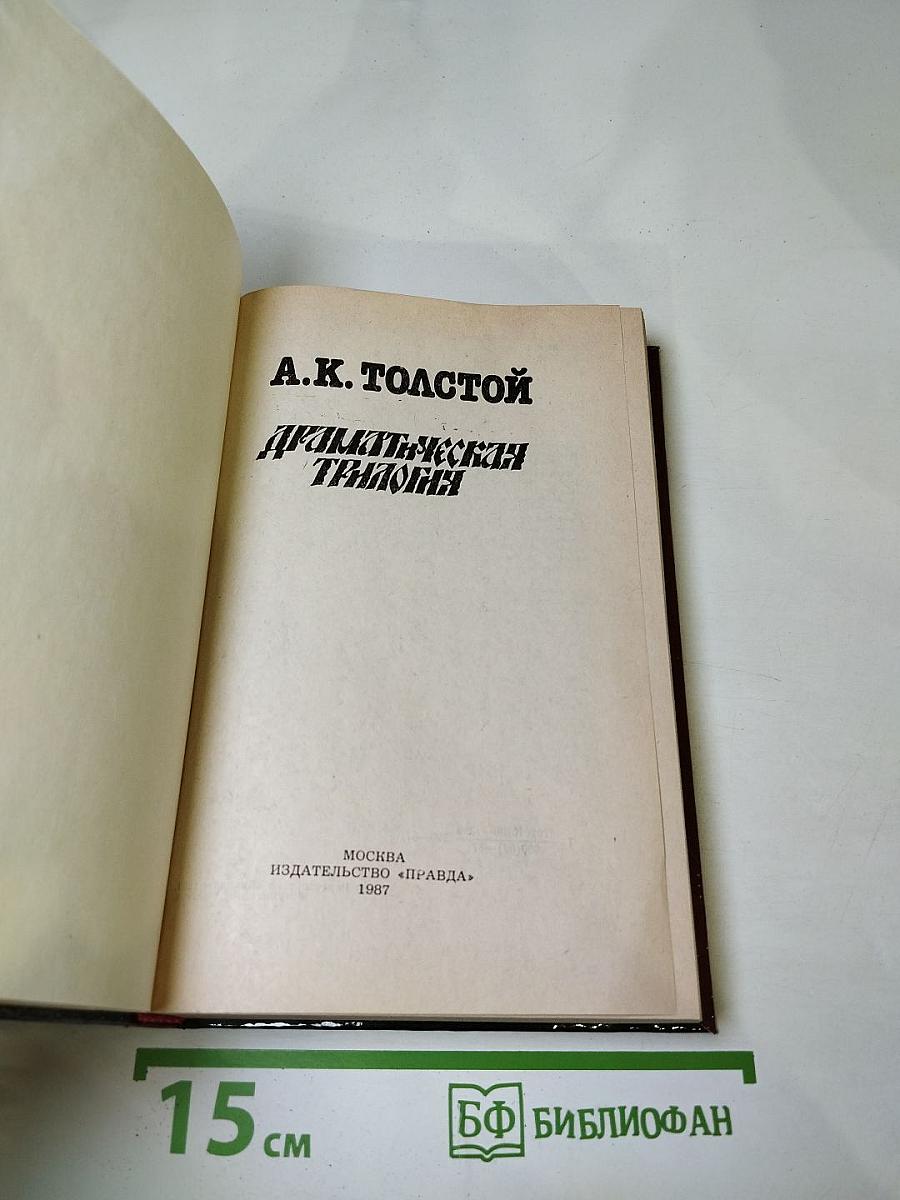 А.К. ТОЛСТОЙ
ДРАМАТИЧЕСКАЯ
ТРИЛОГИЯ
МОСКВА
ИЗДАТЕЛЬСТВО «ПРАВДА»
1987
15 см
БФ БИБЛИОФАН